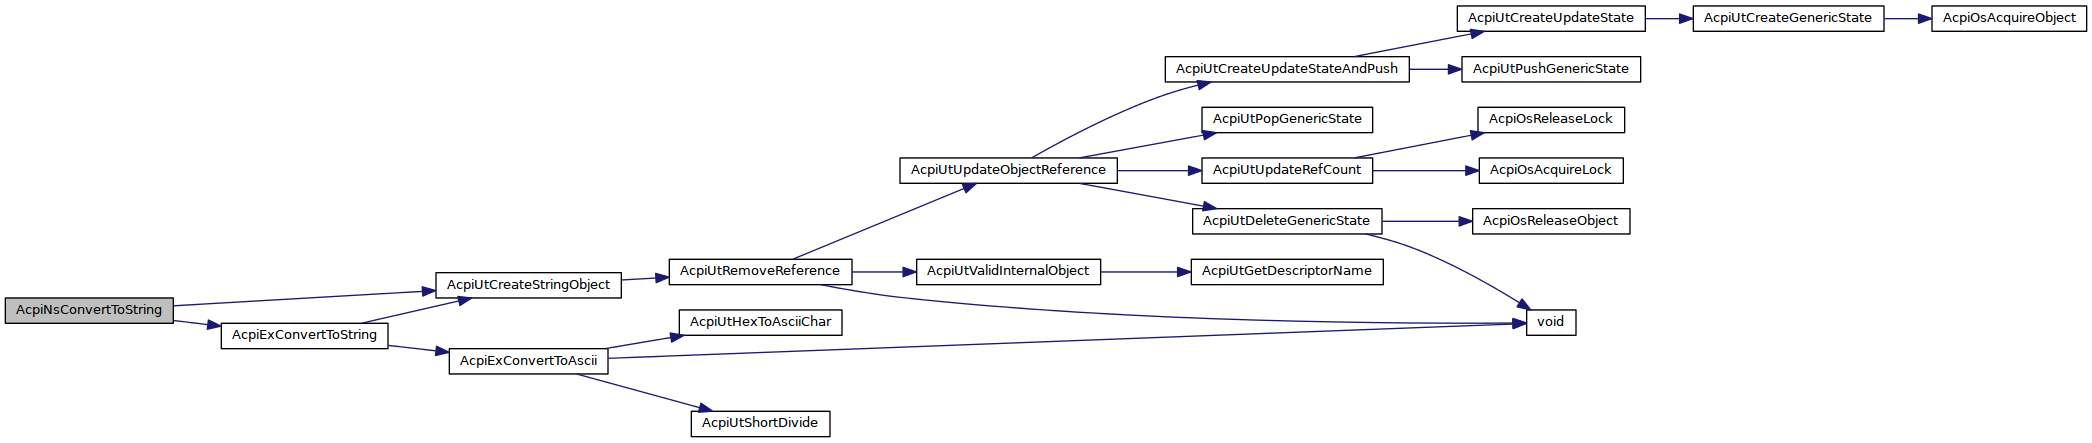 AcpiUtCreateUpdateState
AcpiUtCreateGenericState
AcpiOsAcquireObject
AcpiUtCreateUpdateStateAndPush
AcpiUtPushGenericState
AcpiUtPopGenericState
AcpiOsReleaseLock
AcpiUtUpdateObjectReference
AcpiUtUpdateRefCount
AcpiOsAcquireLock
AcpiUtDeleteGenericState
AcpiOsReleaseObject
AcpiUtRemoveReference
AcpiUtValidInternalObject
AcpiUtGetDescriptorName
AcpiUtCreateStringObject
AcpiNsConvertToString
AcpiUtHexToAsciiChar
void
AcpiExConvertToString
AcpiExConvertToAscii
AcpiUtShortDivide